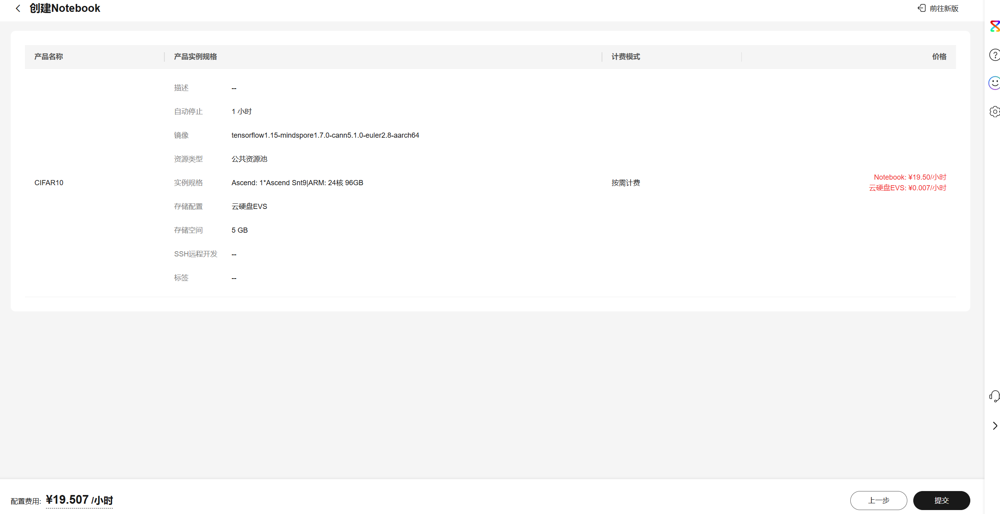 创建Notebook
前往新版
产品名称 产品实例规格 计费模式 价格
描述 --
自动停止 1 小时
镜像 tensorflow1.15-mindspore1.7.0-cann5.1.0-euler2.8-aarch64
资源类型 公共资源池
CIFAR10 实例规格 Ascend: 1*Ascend Snt9|ARM: 24核 96GB 按需计费
Notebook: ¥19.50/小时
云硬盘EVS: ¥0.007/小时
存储配置 云硬盘EVS
存储空间 5 GB
SSH远程开发 --
标签 --
配置费用: ¥19.507 /小时
上一步 提交